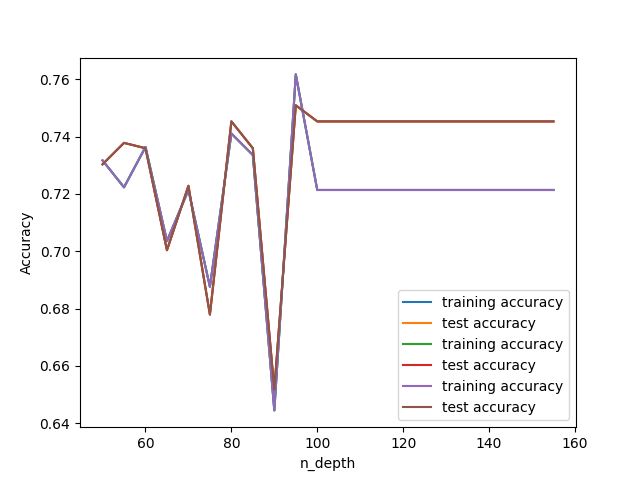 0.76
0.74
0.72
0.70
0.68
0.66
0.64
Accuracy
60 80 100 120 140 160
n_depth
training accuracy
test accuracy
training accuracy
test accuracy
training accuracy
test accuracy